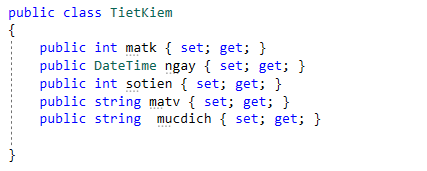 public class TietKiem
{
public int matk { set; get; }
public DateTime ngay { set; get; }
public int sotien { set; get; }
public string matv { set; get; }
public string  mucdich { set; get; }
}